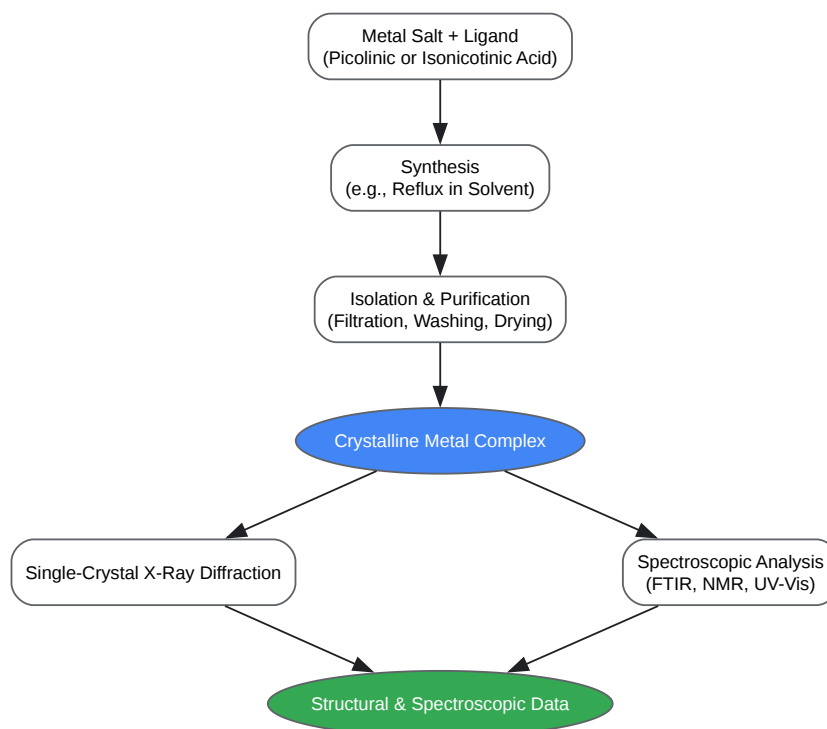 Metal Salt + Ligand
(Picolinic or Isonicotinic Acid)
Synthesis
(e.g., Reflux in Solvent)
Isolation & Purification
(Filtration, Washing, Drying)
Crystalline Metal Complex
Single-Crystal X-Ray Diffraction
Spectroscopic Analysis
(FTIR, NMR, UV-Vis)
Structural & Spectroscopic Data